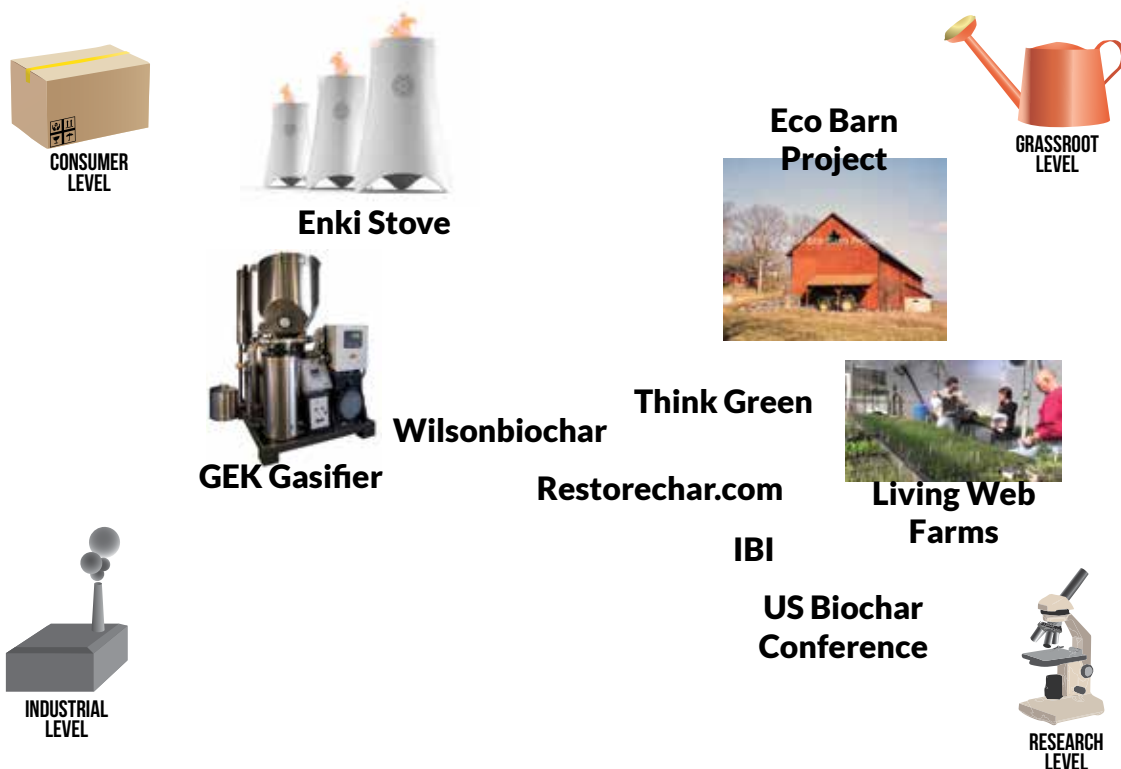 CONSUMER
LEVEL
Enki Stove
Eco Barn
Project
GRASSROOT
LEVEL
GEK Gasifier
Wilsonbiochar
Think Green
Restorechar.com
Living Web
Farms
IBI
US Biochar
Conference
INDUSTRIAL
LEVEL
RESEARCH
LEVEL